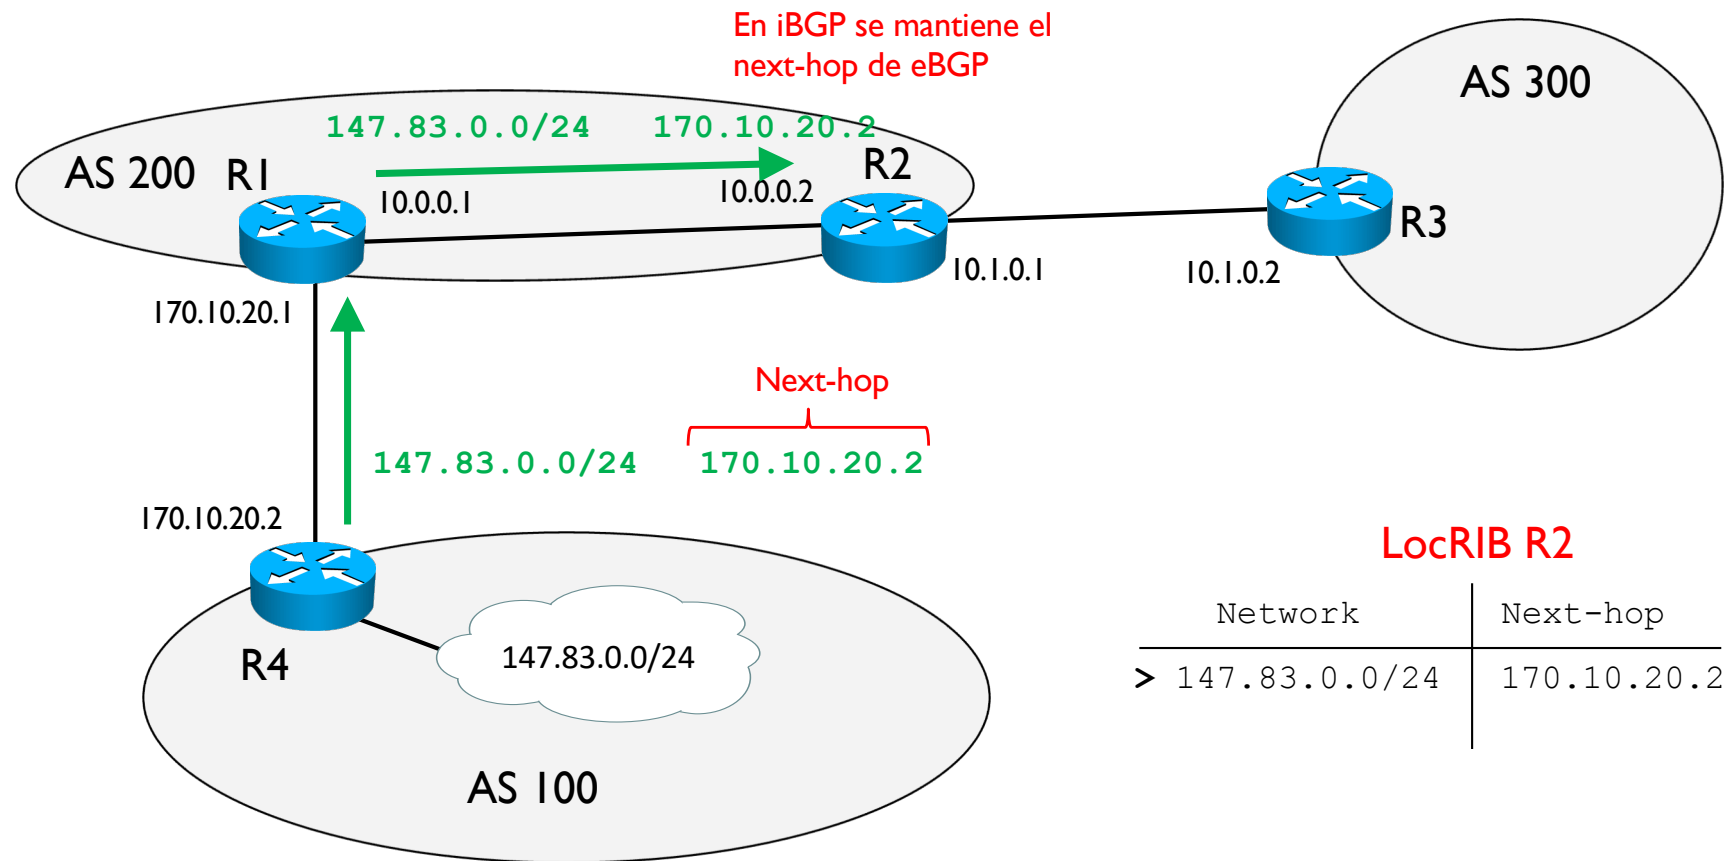 En iBGP se mantiene el
next-hop de eBGP
AS 300
147.83.0.0/24 170.10.20.2
AS 200 R1 R2
10.0.0.1 10.0.0.2
R3
10.1.0.1 10.1.0.2
170.10.20.1
Next-hop
147.83.0.0/24 170.10.20.2
170.10.20.2
LocRIB R2
Network Next-hop
> 147.83.0.0/24 170.10.20.2
R4 147.83.0.0/24
AS 100